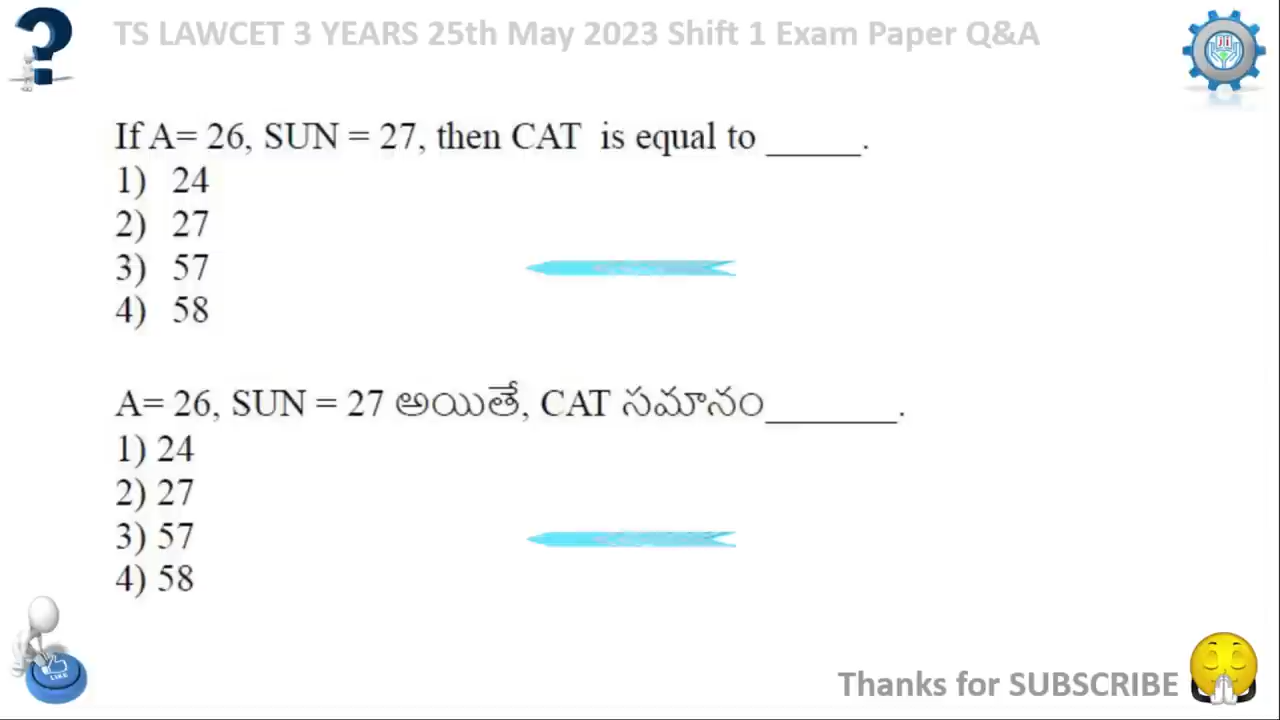 TS LAWCET 3 YEARS 25th May 2023 Shift 1 Exam Paper Q&A
If A= 26, SUN = 27, then CAT is equal to _____.
1) 24
2) 27
3) 57
4) 58
A= 26, SUN = 27 అయితే, CAT సమానం_______.
1) 24
2) 27
3) 57
4) 58
LIKE
Thanks for SUBSCRIBE